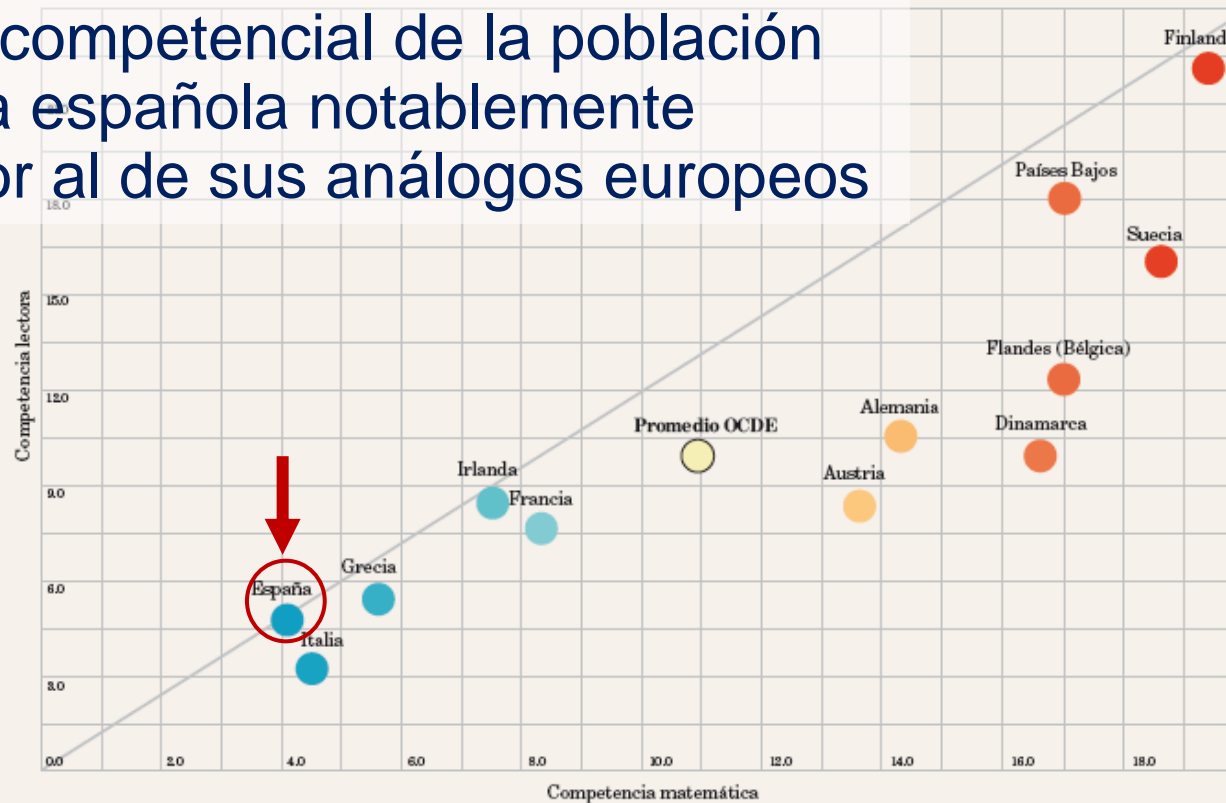 competencial de la población
española notablemente
al de sus análogos europeos
Finland
Países Bajos
18.0
Suecia
15.0
Competencia lectora
Flandes (Bélgica)
12.0
Alemania
Promedio OCDE
Dinamarca
Irlanda
Austria
9.0
Francia
Grecia
6.0
España
Italia
3.0
0.0 2.0 4.0 6.0 8.0 10.0 12.0 14.0 16.0 18.0
Competencia matemática